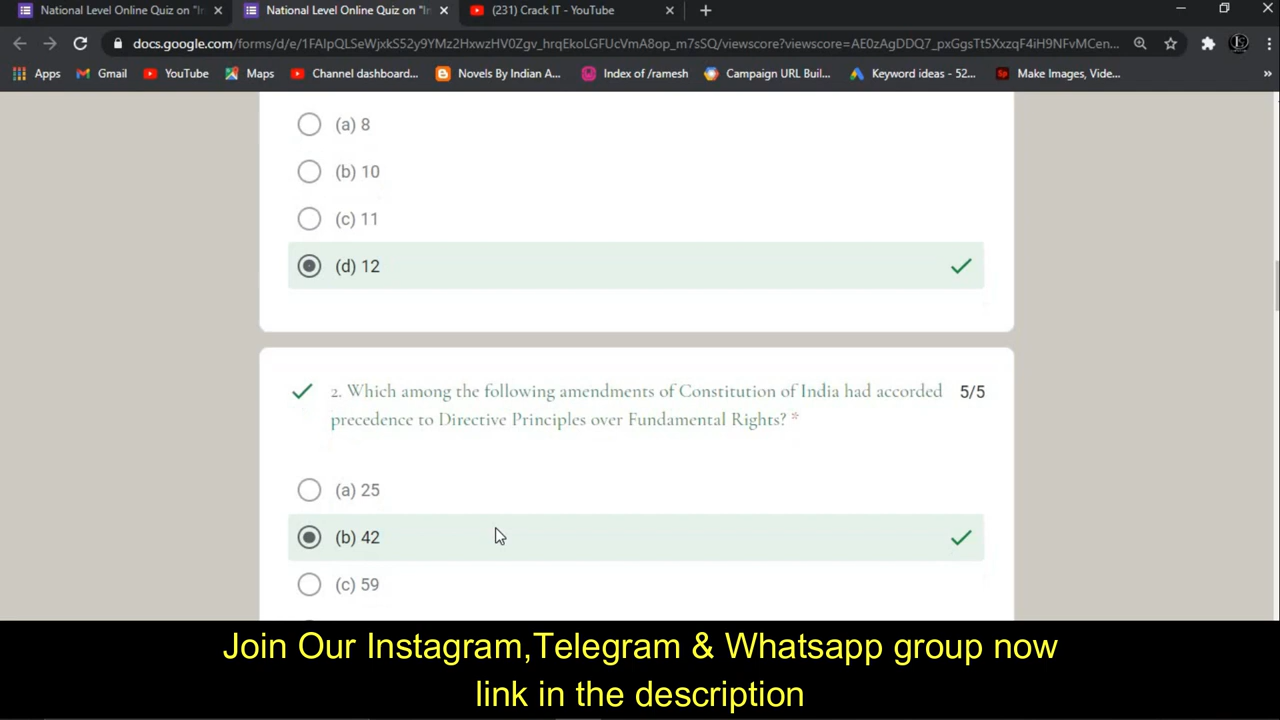 National Level Online Quiz on "In
National Level Online Quiz on "In
(231) Crack IT - YouTube
docs.google.com/forms/d/e/1FAIpQLSeWjxkS52y9YMz2HxwzHV0Zgv_hrqEkoLGFUcVmA8op_m7sSQ/viewscore?viewscore=AE0zAgDDQ7_pxGgsTt5XxzqF4iH9NFvMCen...
Apps
Gmail
YouTube
Maps
Channel dashboard...
Novels By Indian A...
Index of /ramesh
Campaign URL Buil...
Keyword ideas - 52...
Make Images, Vide...
»
(a) 8
(b) 10
(c) 11
(d) 12
2. Which among the following amendments of Constitution of India had accorded 5/5
precedence to Directive Principles over Fundamental Rights? *
(a) 25
(b) 42
(c) 59
Join Our Instagram,Telegram & Whatsapp group now
link in the description